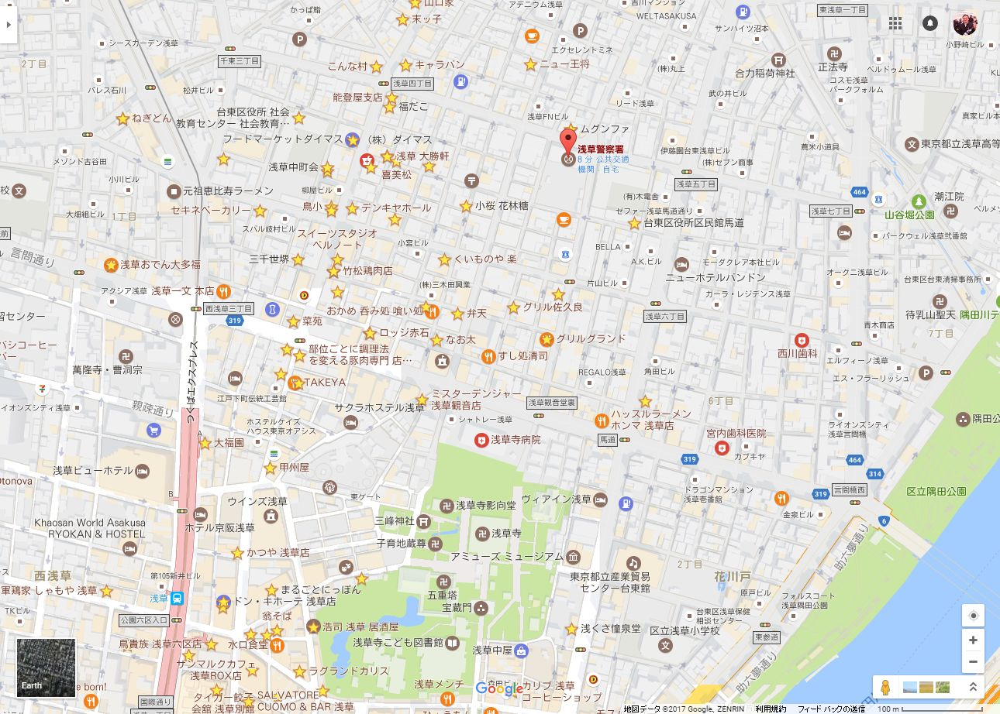 山口家
アデニウム浅草
吉川マンション
東浅草一丁目
かっぱ鮨
末ッ子
WELTASAKUSA
サンハイツ沼本
シーズガーデン浅草
エクセレントミネ
小野崎ビル
千東三丁目
2丁目
こんな村
キャラバン
ニュー王将
(株)丸上
合力稲荷神社
正法寺
ベルドゥムール浅草
コスモ浅草
パークフォルム
パレス石川
松井ビル
浅草四丁目
能登屋支店
福だこ
リード浅草
武の井ビル
台東区役所 社会
教育センター 社会教育…
ねぎどん
浅草FNビル
ムグンファ
真家ビル本
フードマーケットダイマス
(株) ダイマス
浅草警察署
8 分 公共交通
機関 - 自宅
伊藤園台東浅草ビル
蔦木小道具
東京都立浅草高等
メゾンド古谷田
浅草中町会
浅草 大勝軒
喜美松
(株)セブン商事
小川ビル
校
元祖恵比寿ラーメン
柳屋ビル
浅草五丁目
464
潮江院
(有)木電舎
大畑組ビル
1丁目
セキネベーカリー
鳥小
デンキヤホール
小桜 花林糖
ゼファー浅草馬道通り
台東区役所区民館馬道
浅草七丁目
山谷堀公園
スバル岐村ビル
スイーツスタジオ
ベルノート
小宮ビル
BELLA
パークウェル浅草弐番館
言問通り
三千世堺
くいものや 楽
A.K.ビル
モーダクレア本社ビル
浅草おでん大多福
竹松鶏肉店
ニューホテルバンドン
オークニ浅草ビル
台東区台東清掃事務所
アクシア浅草
浅草一文 本店
(株)三木田興業
片山ビル
ガーラ・レジデンス浅草
西浅草三丁目
319
おかめ 呑み処 喰い処
弁天
グリル佐久良
浅草六丁目
待乳山聖天
隅田川テ
菜苑
ロッジ赤石
なお太
グリルグランド
青木商店
7丁目
部位ごとに調理法
を変える豚肉専門 店…
すし処清司
西川歯科
エルフィーノ浅草
萬隆寺・曹洞宗
つくばエクスプレス
TAKEYA
REGALO浅草
角田ビル
エス・フラーリッシュ
江戸下町伝統工芸館
ミスターデンジャー
浅草観音店
浅草観音堂裏
6丁目
イオンズシティ浅草
親疎通り
サクラホステル浅草
シャトレー浅草
ハッスルラーメン
ホンマ 浅草店
ライオンズシティ
浅草言問橋
隅田公
ホステルケイズ
ハウス東京オアシス
A
大福園
浅草寺病院
馬道
宮内歯科医院
カブキヤ
浅草ビューホテル
甲州屋
319
464
314
Otonova
B
東ゲート
ドラゴンマンション
浅草壱番館
319
言問橋西
区立隅田公園
ウインズ浅草
浅草寺影向堂
ヴィアイン浅草
金泉ビル
Khaosan World Asakusa
RYOKAN & HOSTEL
ホテル京阪浅草
三峰神社
浅草寺
6
子育地蔵尊
助六夢通り
かつや 浅草店
アミューズ ミュージアム
2丁目
西浅草
第105新井ビル
五重塔
東京都立産業貿易
センター台東館
花川戸
原戸ビル
軍鶏家 しゃもや 浅草
浅草
まるごとにっぽん
ドン・キホーテ 浅草店
宝蔵門
フォルスコート
浅草隅田公園
TKビル
公園六区入口
翁そば
浩司 浅草 居酒屋
浅くさ憧泉堂
台東区浅草保健
相談センター
区立浅草小学校
鳥貴族 浅草六区店
水口食堂
浅草寺こども図書館
浅草中屋
東参道
サンマルクカフェ
浅草ROX店
ラグランドカリス
助六夢通り
Earth
bom!
国際通り
タイガー餃子
会館 浅草別館
SALVATORE
CUOMO & BAR 浅草
浅草メンチ
Google
カリブ 浅草
コーヒーショップ
地図データ ©2017 Google、ZENRIN
利用規約
フィードバックの送信
100 m